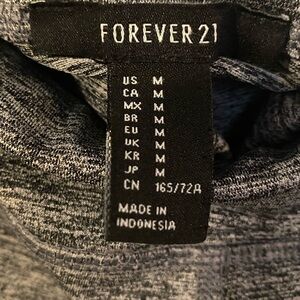 FOREVER 21
US M
CA M
MX M
BR M
EU M
UK M
KR M
JP M
CN 165/72A
MADE IN
INDONESIA